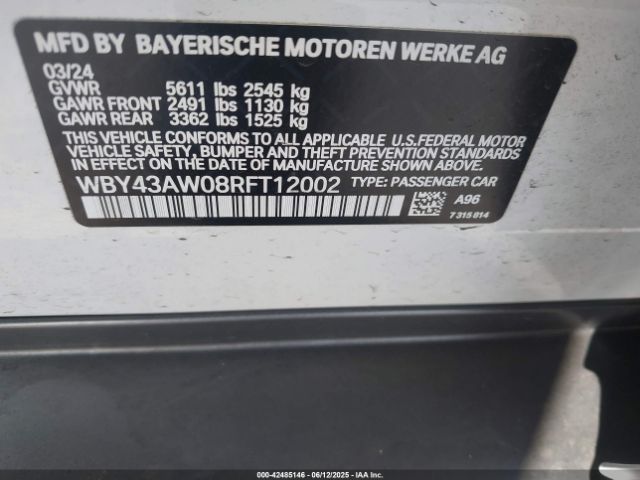 MFD BY BAYERISCHE MOTOREN WERKE AG
03/24
GVWR 5611 lbs 2545 kg
GAWR FRONT 2491 lbs 1130 kg
GAWR REAR 3362 lbs 1525 kg
THIS VEHICLE CONFORMS TO ALL APPLICABLE U.S.FEDERAL MOTOR
VEHICLE SAFETY, BUMPER AND THEFT PREVENTION STANDARDS
IN EFFECT ON THE DATE OF MANUFACTURE SHOWN ABOVE.
WBY43AW08RFT12002 TYPE: PASSENGER CAR
A96
7 315 814
000-42485146 - 06/12/2025 - IAAI.COM